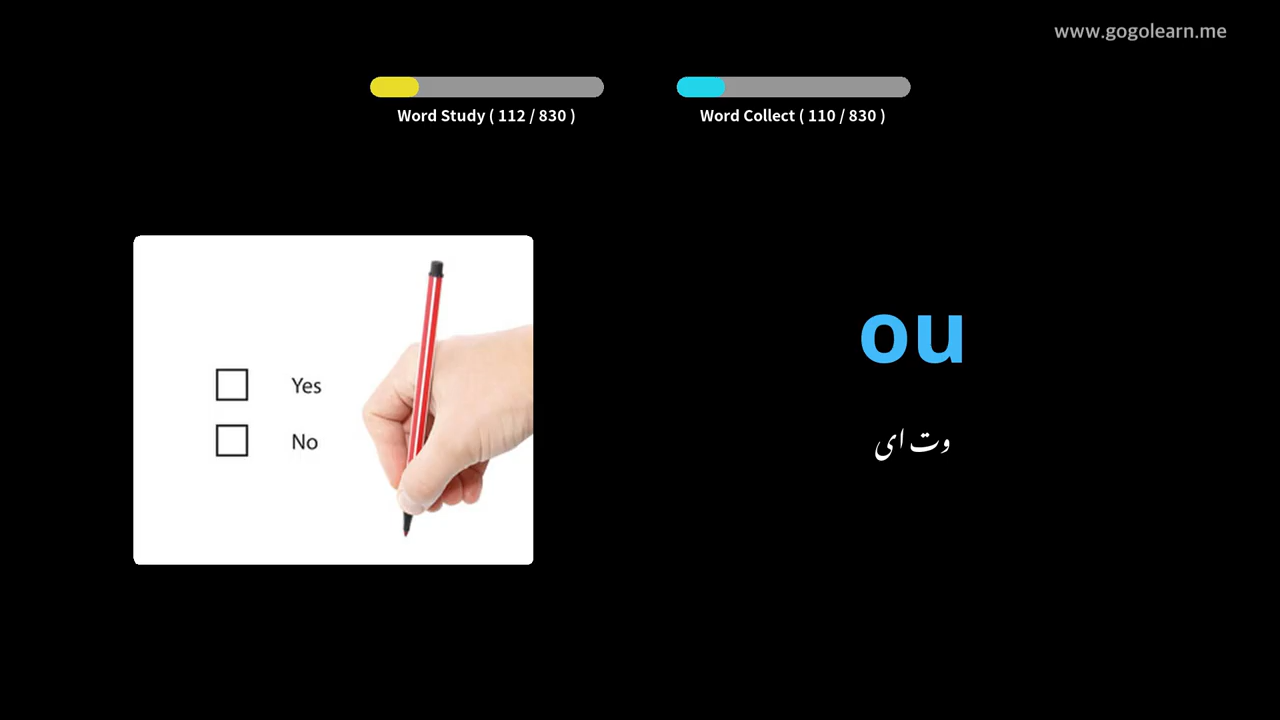 www.gogolearn.me
Word Study ( 112 / 830 )
Word Collect ( 110 / 830 )
Yes
No
ou
وت ای